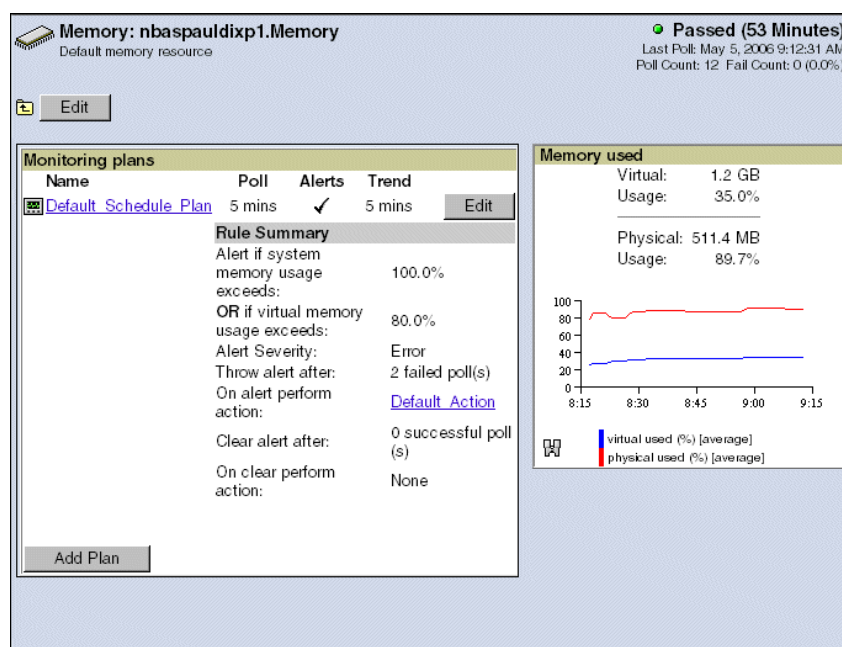 Memory: nbaspauldixp1.Memory
Default memory resource
Passed (53 Minutes)
Last Poll: May 5, 2006 9:12:31 AM
Poll Count: 12 Fail Count: 0 (0.0%)
Edit
Monitoring plans
Name Poll Alerts Trend
Default Schedule Plan 5 mins ✓ 5 mins Edit
Rule Summary
Alert if system
memory usage
exceeds:
100.0%
OR if virtual memory
usage exceeds:
80.0%
Alert Severity: Error
Throw alert after: 2 failed poll(s)
On alert perform
action:
Default Action
Clear alert after:
0 successful poll
(s)
On clear perform
action:
None
Add Plan
Memory used
Virtual: 1.2 GB
Usage: 35.0%
Physical: 511.4 MB
Usage: 89.7%
100
80
60
40
20
0
8:15 8:30 8:45 9:00 9:15
virtual used (%) [average]
physical used (%) [average]